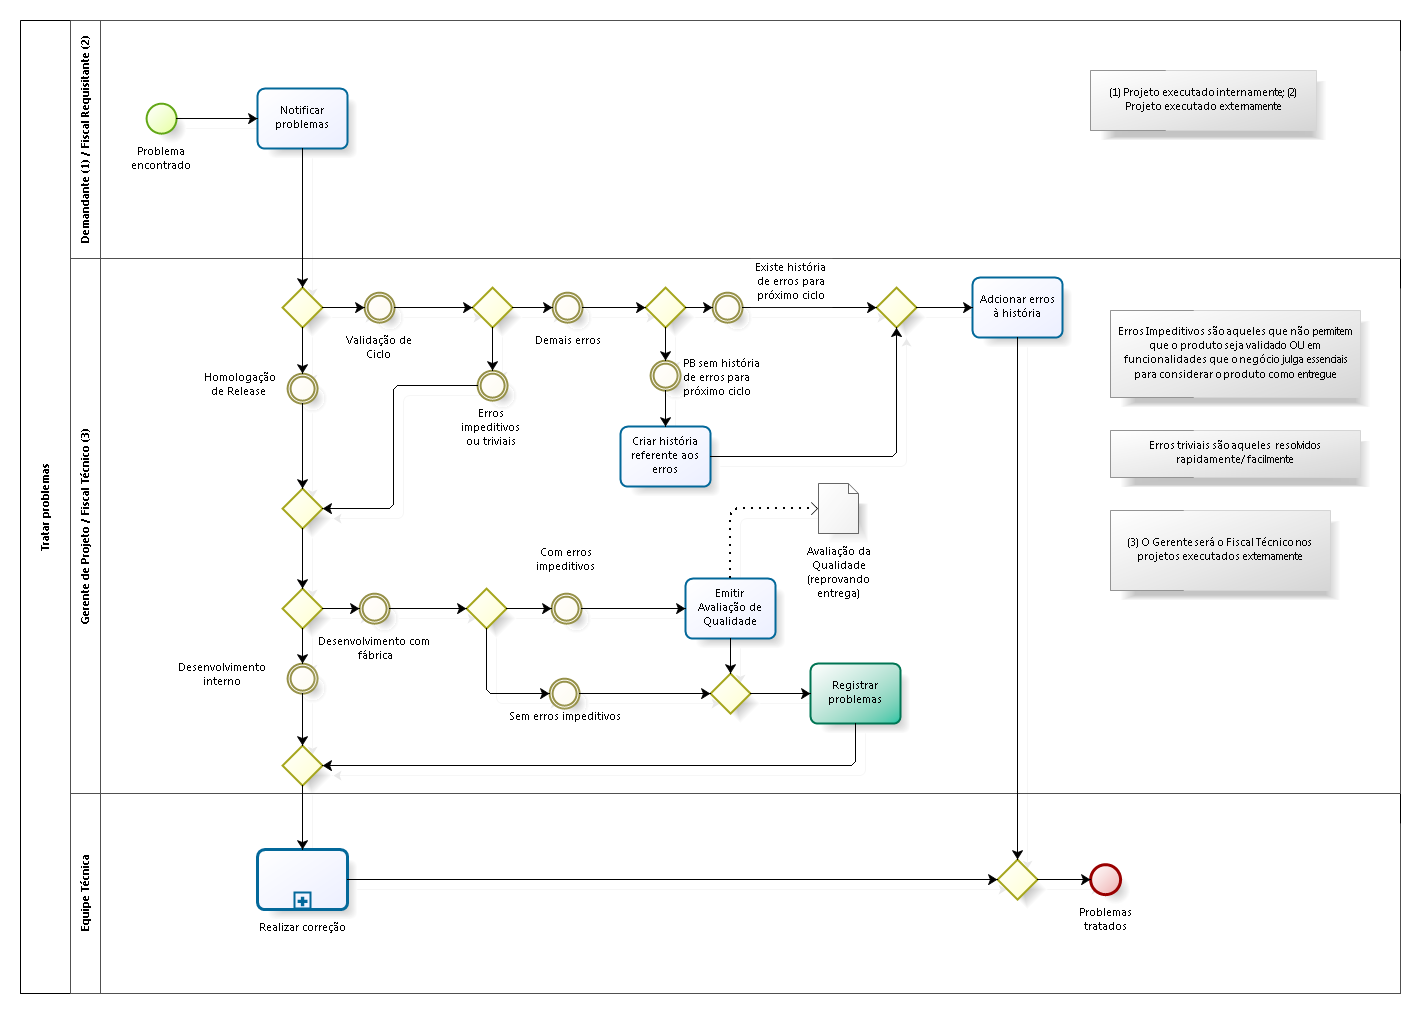 Tratar problemas
Demandante (1) / Fiscal Requisitante (2)
Problema
encontrado
Notificar
problemas
(1) Projeto executado internamente; (2)
Projeto executado externamente
Gerente de Projeto / Fiscal Técnico (3)
Validação de
Ciclo
Homologação
de Release
Erros
impeditivos
ou triviais
Demais erros
Existe história
de erros para
próximo ciclo
PB sem história
de erros para
próximo ciclo
Criar história
referente aos
erros
Adcionar erros
à história
Erros Impeditivos são aqueles que não permitem
que o produto seja validado OU em
funcionalidades que o negócio julga essenciais
para considerar o produto como entregue
Erros triviais são aqueles resolvidos
rapidamente/ facilmente
(3) O Gerente será o Fiscal Técnico nos
projetos executados externamente
Avaliação da
Qualidade
(reprovando
entrega)
Com erros
impeditivos
Emitir
Avaliação de
Qualidade
Desenvolvimento com
fábrica
Desenvolvimento
interno
Sem erros impeditivos
Registrar
problemas
Equipe Técnica
Realizar correção
Problemas
tratados